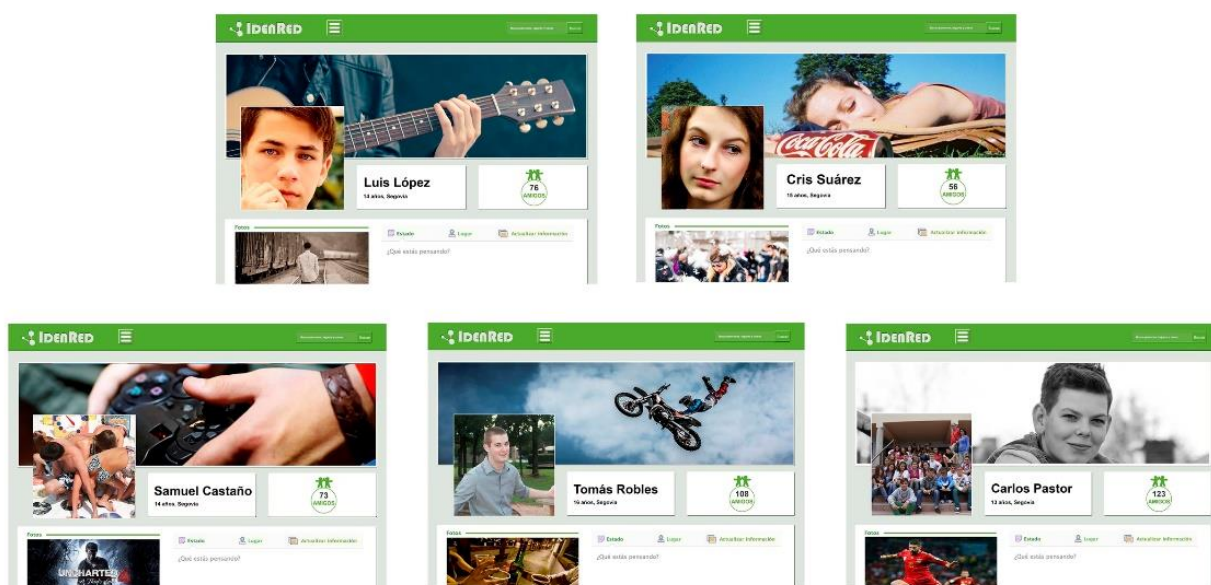 IDENRED
Luis López
14 años, Segovia
76
AMIGOS
Fotos
Estado
Lugar
Actualizar información
¿Qué estás pensando?
IDENRED
Coca-Cola
Cris Suárez
15 años, Segovia
56
AMIGOS
Fotos
Estado
Lugar
Actualizar información
¿Qué estás pensando?
IDENRED
Samuel Castaño
14 años, Segovia
73
AMIGOS
Fotos
UNCHARTED
Estado
Lugar
Actualizar información
¿Qué estás pensando?
IDENRED
Tomás Robles
16 años, Segovia
108
AMIGOS
Fotos
Estado
Lugar
Actualizar información
¿Qué estás pensando?
IDENRED
Carlos Pastor
12 años, Segovia
123
AMIGOS
Fotos
Estado
Lugar
Actualizar información
¿Qué estás pensando?